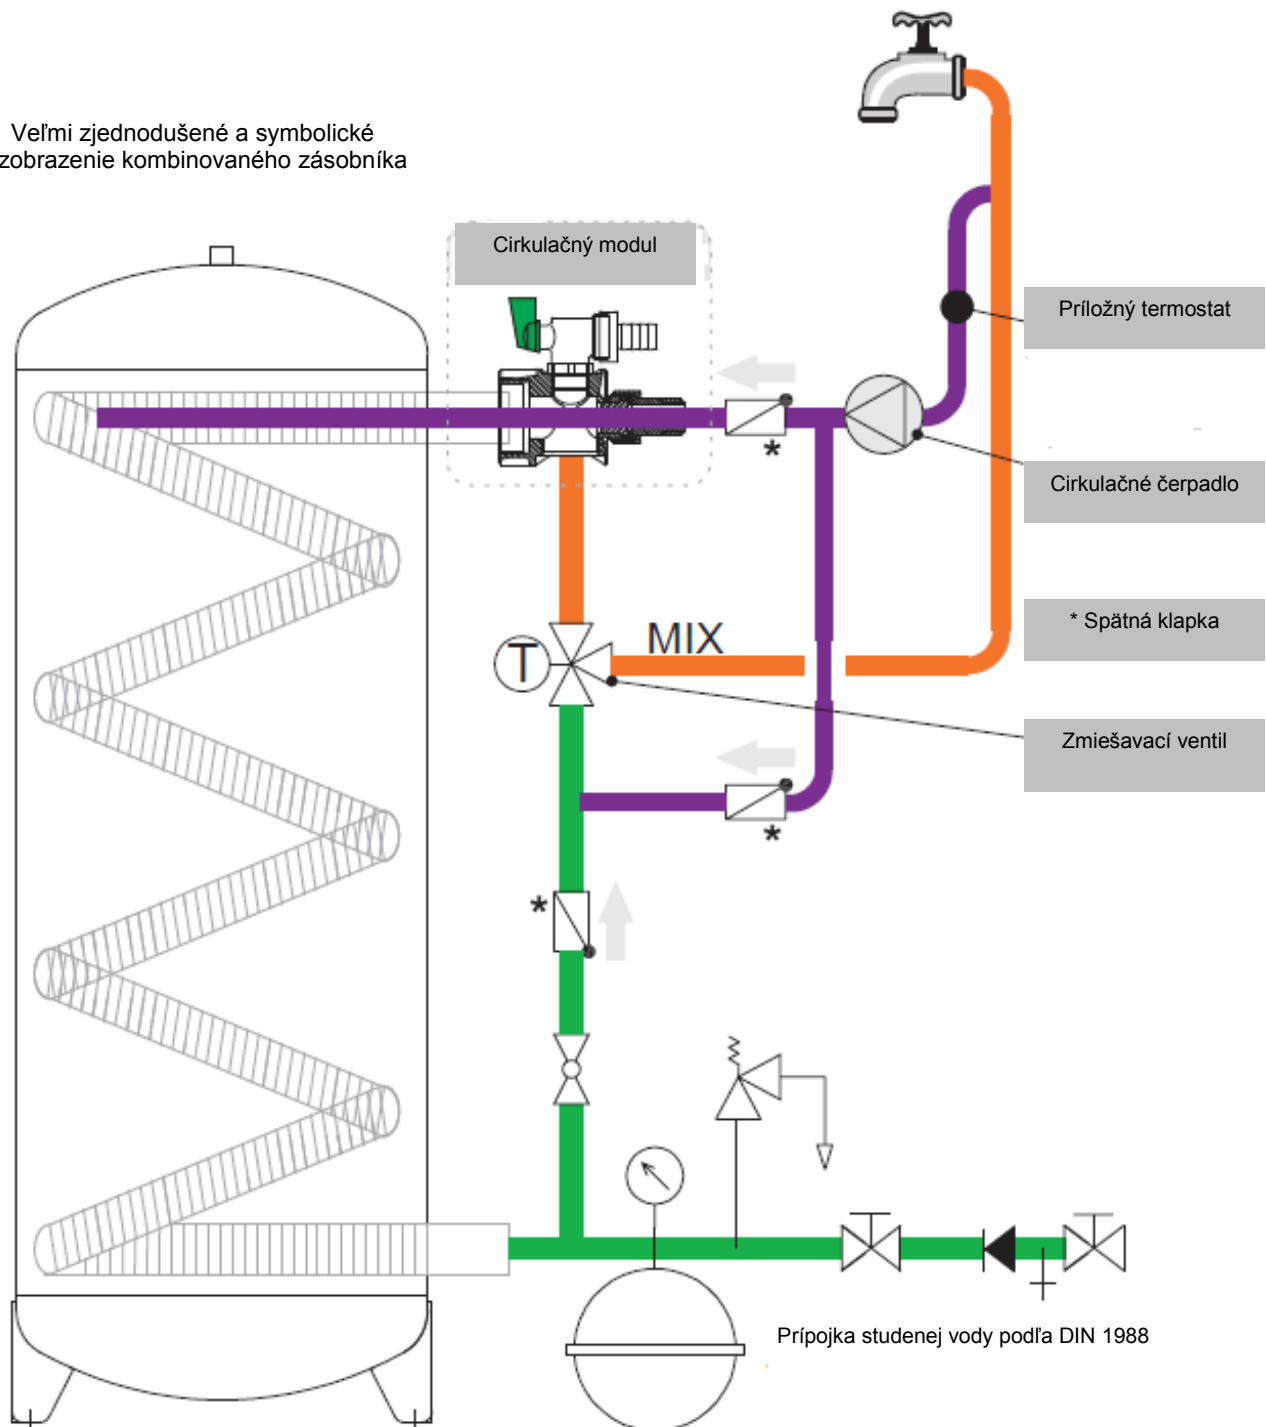 Veľmi zjednodušené a symbolické
zobrazenie kombinovaného zásobníka
Cirkulačný modul
Príložný termostat
*
Cirkulačné čerpadlo
* Spätná klapka
MIX
T
Zmiešavací ventil
*
*
Prípojka studenej vody podľa DIN 1988